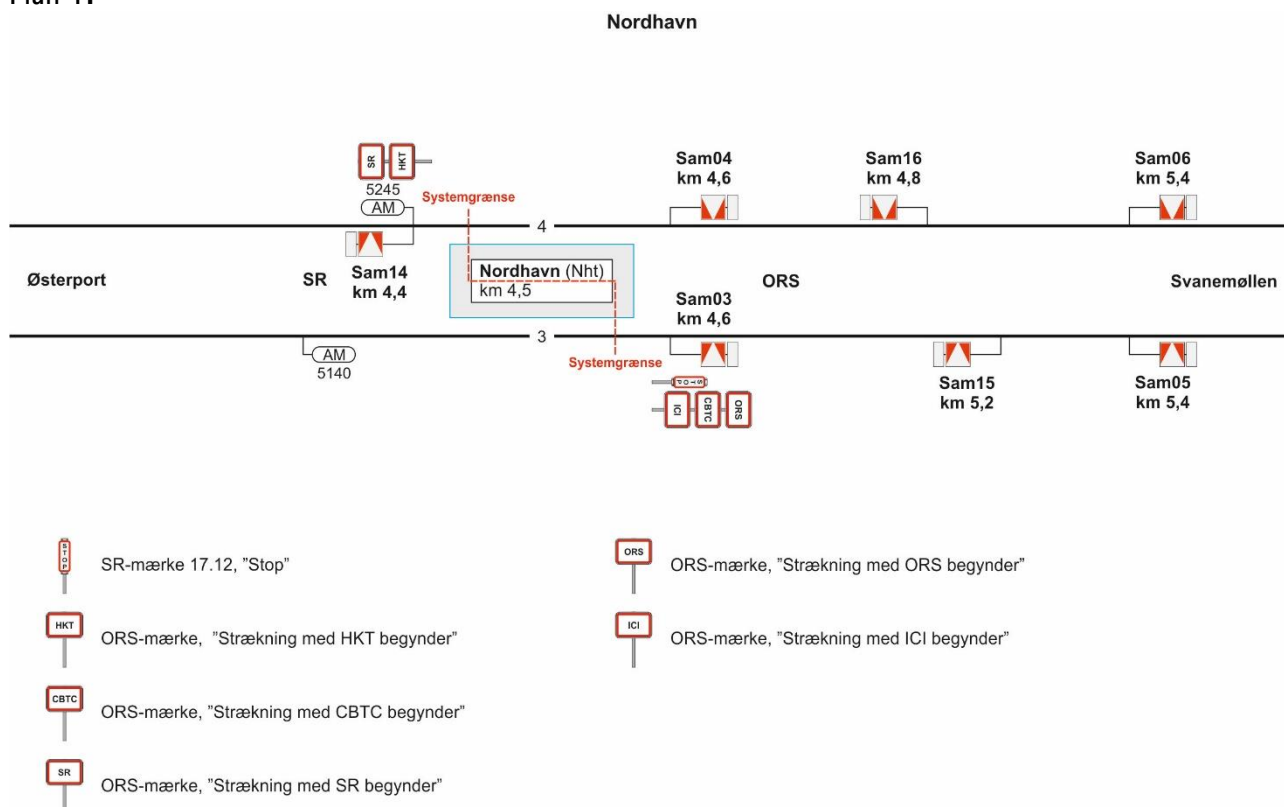 Nordhavn
SR
HKT
5245
AM
Systemgrænse
Sam04
km 4,6
Sam16
km 4,8
Sam06
km 5,4
4
Østerport
SR
Sam14
km 4,4
Nordhavn (Nht)
km 4,5
ORS
Svanemøllen
Sam03
km 4,6
3
AM
5140
Systemgrænse
STOP
ICI
CBTC
ORS
Sam15
km 5,2
Sam05
km 5,4
STOP
SR-mærke 17.12, "Stop"
ORS
ORS-mærke, "Strækning med ORS begynder"
HKT
ORS-mærke, "Strækning med HKT begynder"
ICI
ORS-mærke, "Strækning med ICI begynder"
CBTC
ORS-mærke, "Strækning med CBTC begynder"
SR
ORS-mærke, "Strækning med SR begynder"